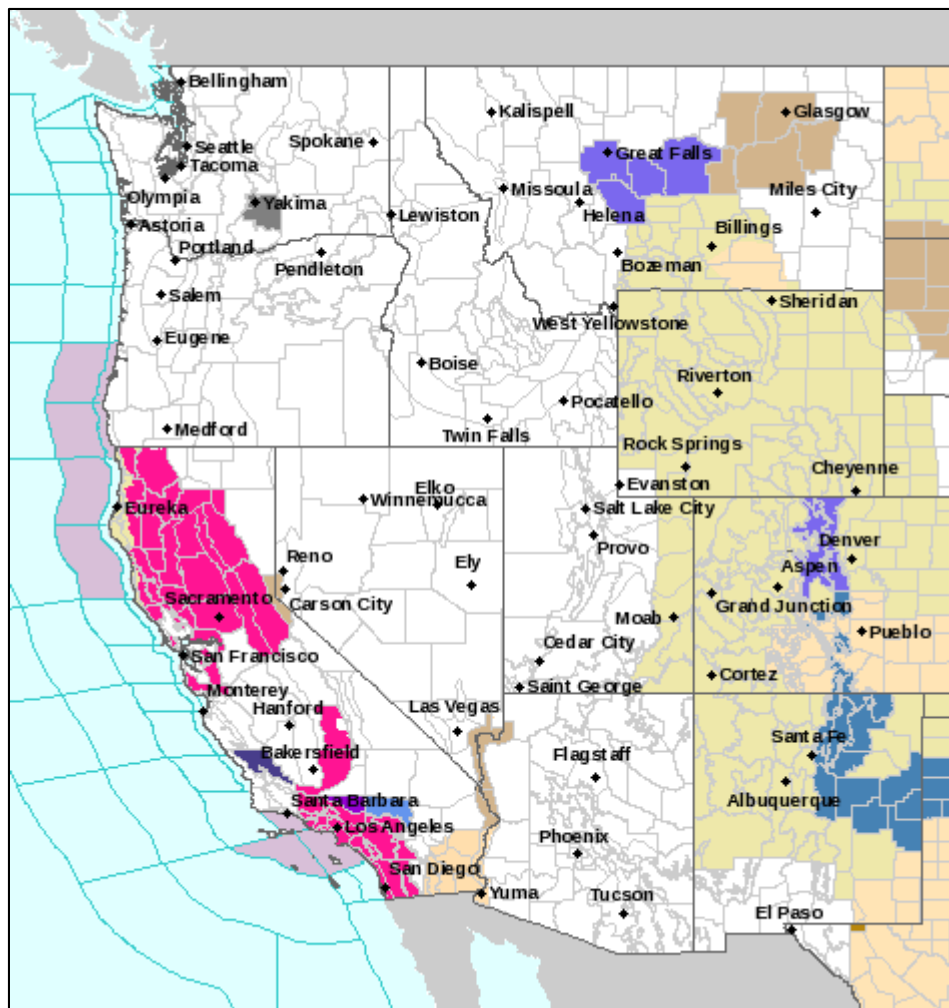 Bellingham
Kalispell
Glasgow
Seattle
Spokane
Great Falls
Tacoma
Missoula
Miles City
Olympia
Yakima
Lewiston
Helena
Astoria
Portland
Billings
Pendleton
Bozeman
Salem
Sheridan
West Yellowstone
Eugene
Boise
Riverton
Pocatello
Medford
Twin Falls
Rock Springs
Cheyenne
Evanston
Elko
Winnemucca
Eureka
Salt Lake City
Denver
Provo
Reno
Ely
Aspen
Sacramento
Carson City
Grand Junction
Moab
Pueblo
Cedar City
San Francisco
Cortez
Saint George
Monterey
Hanford
Las Vegas
Santa Fe
Bakersfield
Flagstaff
Albuquerque
Santa Barbara
Los Angeles
Phoenix
San Diego
Yuma
Tucson
El Paso